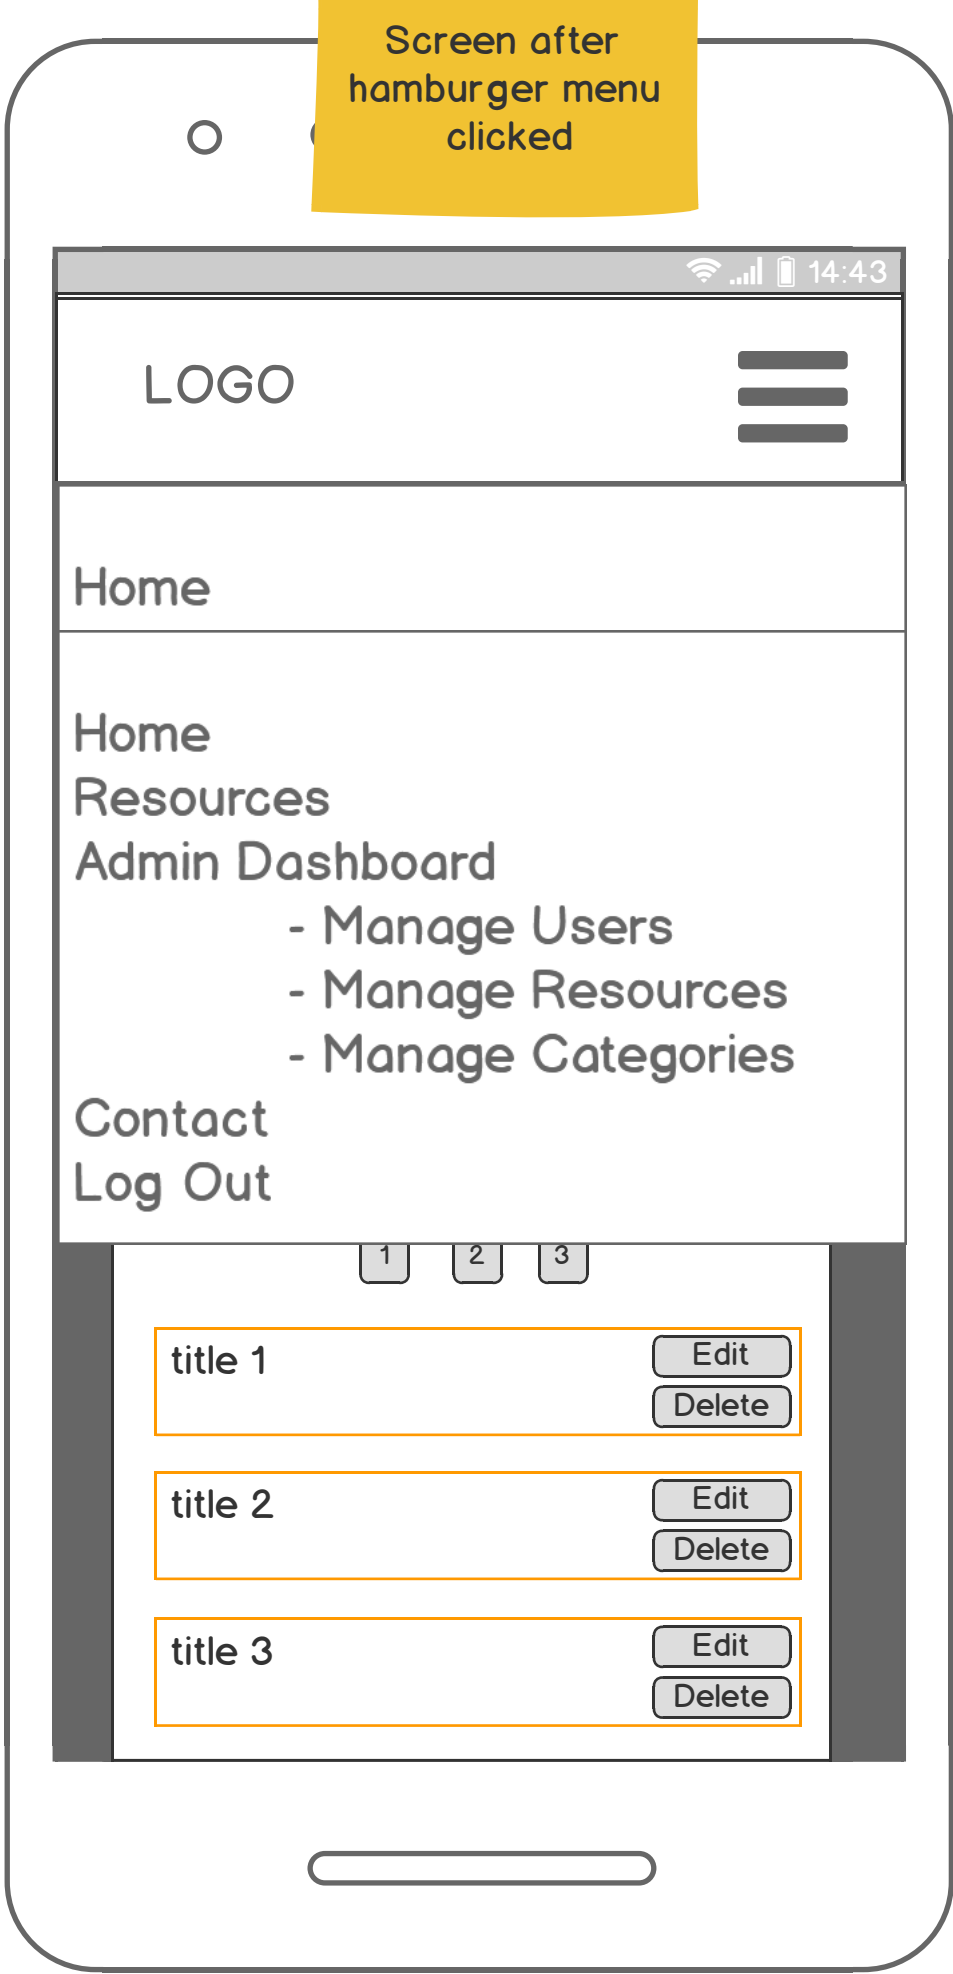 Screen after
hamburger menu
clicked
14:43
LOGO
Home
Home
Resources
Admin Dashboard
- Manage Users
- Manage Resources
- Manage Categories
Contact
Log Out
1 2 3
title 1 Edit
Delete
title 2 Edit
Delete
title 3 Edit
Delete